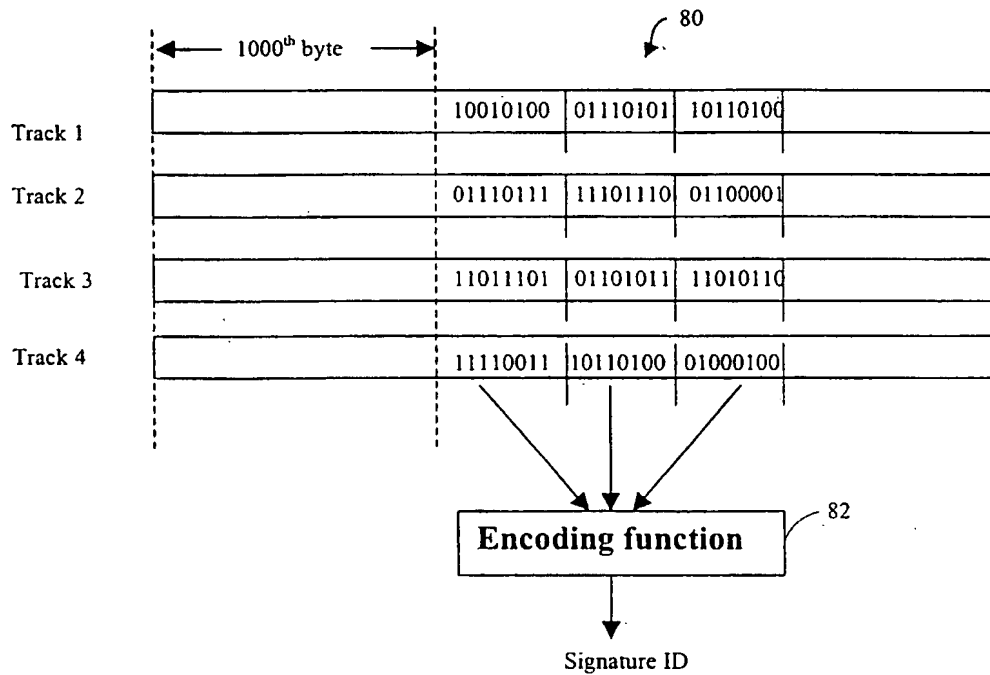 80
1000th byte
10010100 01110101 10110100
Track 1
Track 2 01110111 11101110 01100001
Track 3 11011101 01101011 11010110
Track 4 11110011 10110100 01000100
82
Encoding function
Signature ID